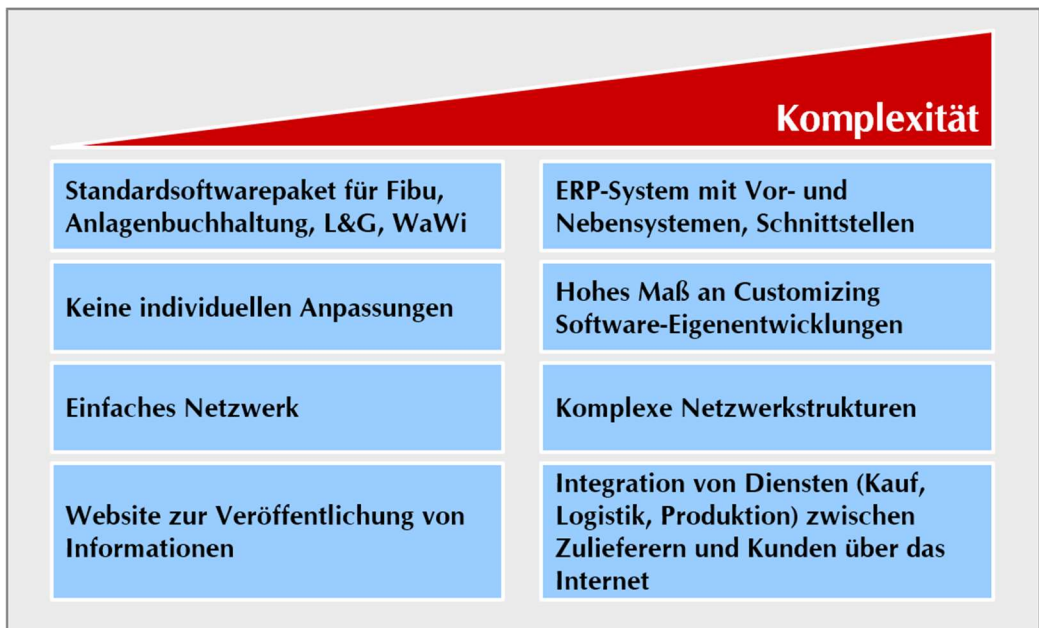 Komplexität
Standardsoftwarepaket für Fibu,
Anlagenbuchhaltung, L&G, WaWi
ERP-System mit Vor- und
Nebensystemen, Schnittstellen
Keine individuellen Anpassungen
Hohes Maß an Customizing
Software-Eigenentwicklungen
Einfaches Netzwerk
Komplexe Netzwerkstrukturen
Website zur Veröffentlichung von
Informationen
Integration von Diensten (Kauf,
Logistik, Produktion) zwischen
Zulieferern und Kunden über das
Internet